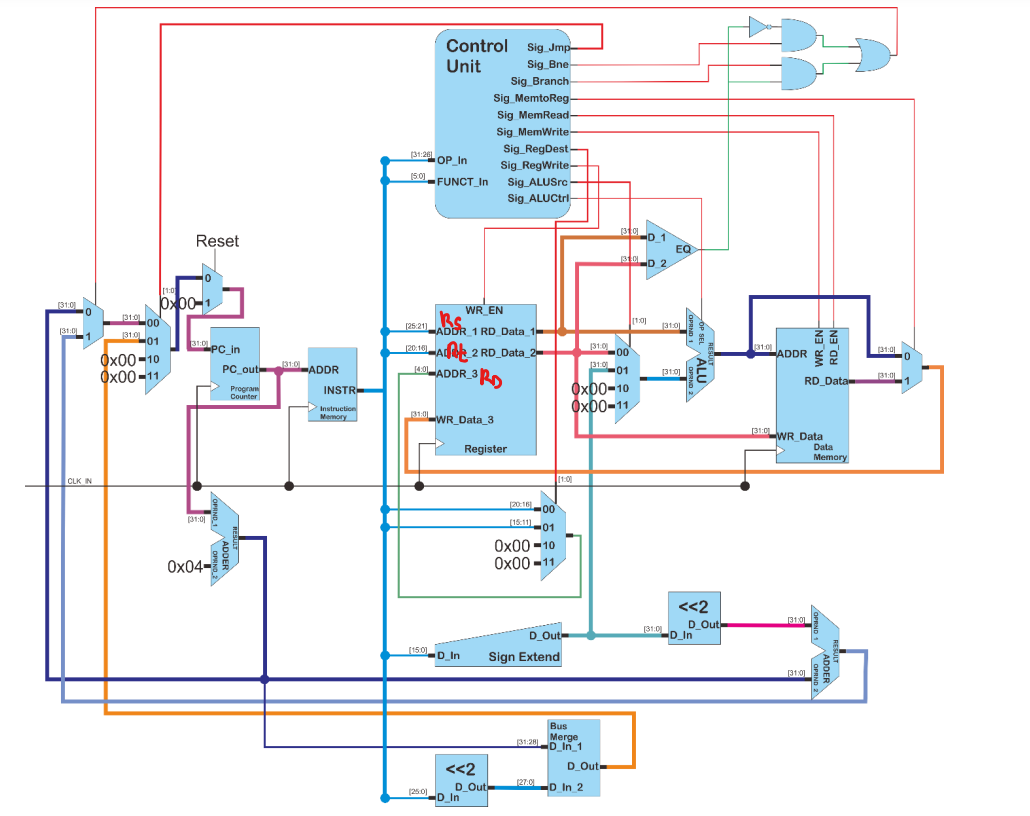 Control
Unit
Sig_Jmp
Sig_Bne
Sig_Branch
Sig_MemtoReg
Sig_MemRead
Sig_MemWrite
Sig_RegDest
Sig_RegWrite
Sig_ALUSrc
Sig_ALUCtrl
[31:26]
OP_In
[5:0]
FUNCT_In
Reset
[31:0]
0
[31:0]
1
[1:0]
[31:0]
00
[31:0]
01
0x00
10
0x00
11
0
0x00
1
[31:0]
PC_in
PC_out
Program
Counter
[31:0]
ADDR
INSTR
Instruction
Memory
WR_EN
[25:21]
ADDR_1
RD_Data_1
Rs
[20:16]
ADDR_2
RD_Data_2
Rt
[4:0]
ADDR_3
RD
[31:0]
WR_Data_3
Register
[31:0]
D_1
EQ
[31:0]
D_2
[1:0]
[31:0]
00
[31:0]
01
0x00
10
0x00
11
[31:0]
OPRND 1
OP_SEL
RESULT
ALU
[31:0]
OPRND 2
[31:0]
ADDR
WR_EN
RD_EN
RD_Data
[31:0]
WR_Data
Data
Memory
0
1
CLK_IN
[31:0]
OPRND_1
RESULT
ADDER
0x04
OPRND_2
[1:0]
[20:16]
00
[15:11]
01
0x00
10
0x00
11
[15:0]
D_In
D_Out
Sign Extend
<<2
D_Out
[31:0]
D_In
[31:0]
OPRND 1
RESULT
ADDER
[31:0]
OPRND 2
Bus
Merge
[31:28]
D_In_1
D_Out
[27:0]
D_In_2
<<2
D_Out
[25:0]
D_In